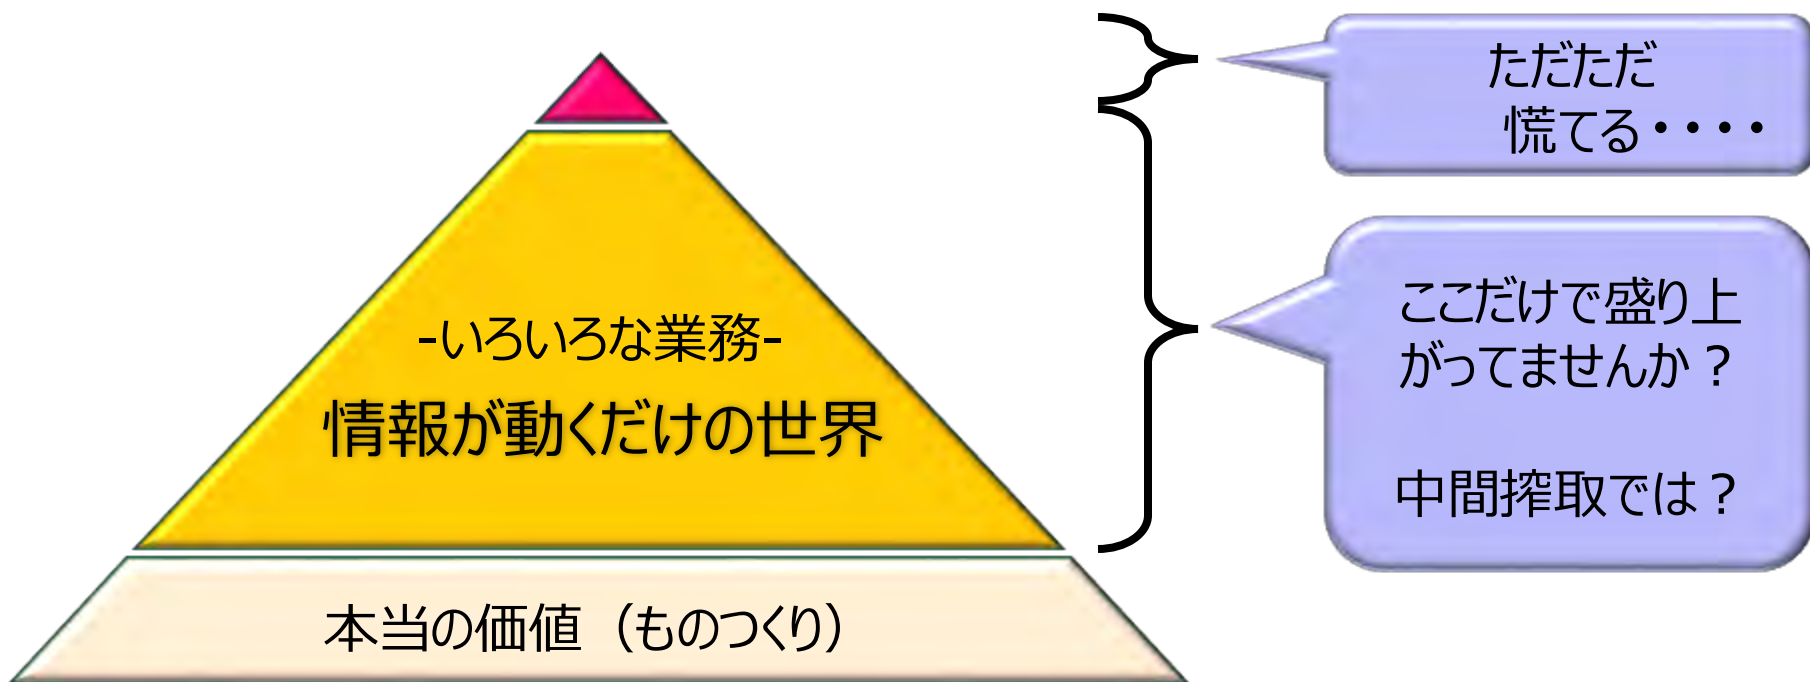 ただただ
慌てる・・・・
-いろいろな業務-
情報が動くだけの世界
ここだけで盛り上
がってませんか？
中間搾取では？
本当の価値（ものつくり）